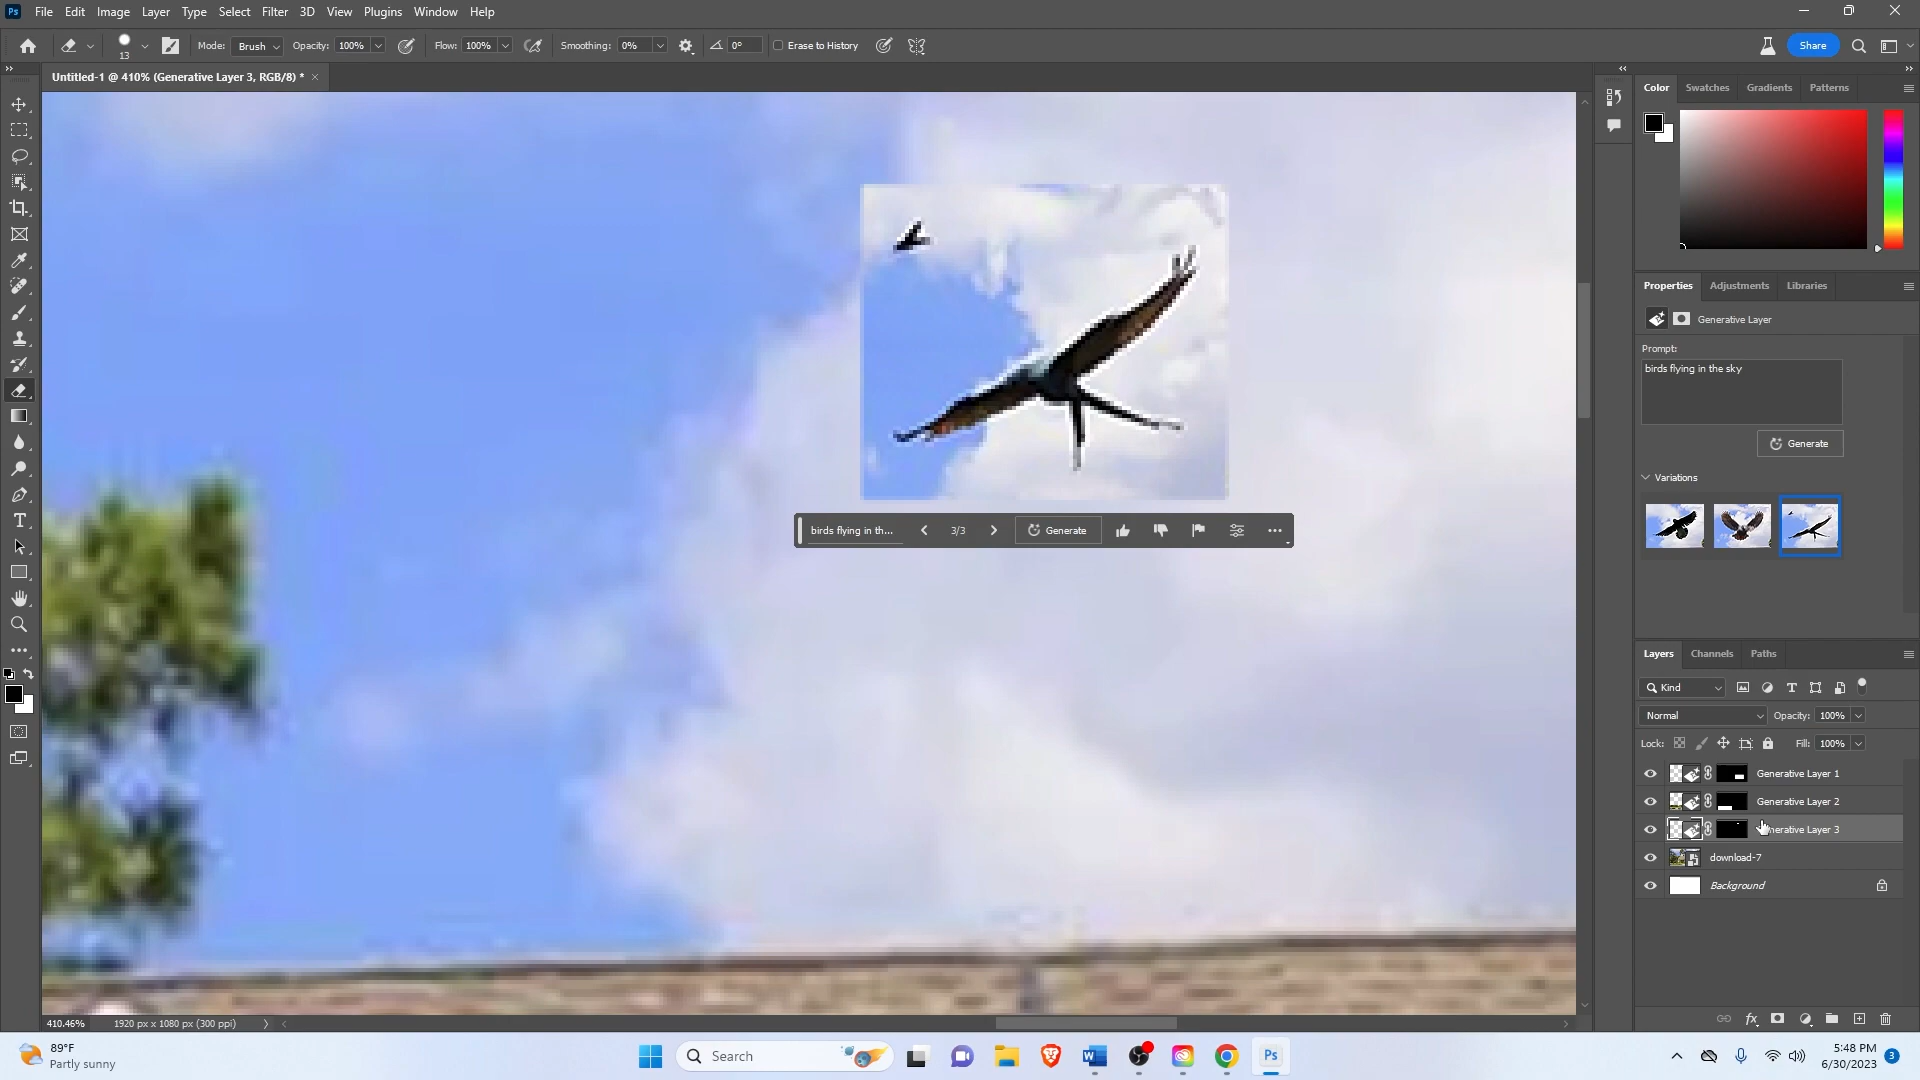 Ps File Edit Image Layer Type Select Filter 3D View Plugins Window Help
13 Mode: Brush Opacity: 100% Flow: 100% Smoothing: 0% 0° Erase to History Share
Untitled-1 @ 410% (Generative Layer 3, RGB/8) *
Color Swatches Gradients Patterns
Properties Adjustments Libraries
Generative Layer
Prompt:
birds flying in the sky
Generate
Variations
birds flying in th... 3/3 Generate
Layers Channels Paths
Kind
Normal Opacity: 100%
Lock: Fill: 100%
Generative Layer 1
Generative Layer 2
nerative Layer 3
download-7
Background
410.46% 1920 px x 1080 px (300 ppi)
89°F
Partly sunny
Search
Ps
5:48 PM
6/30/2023
3